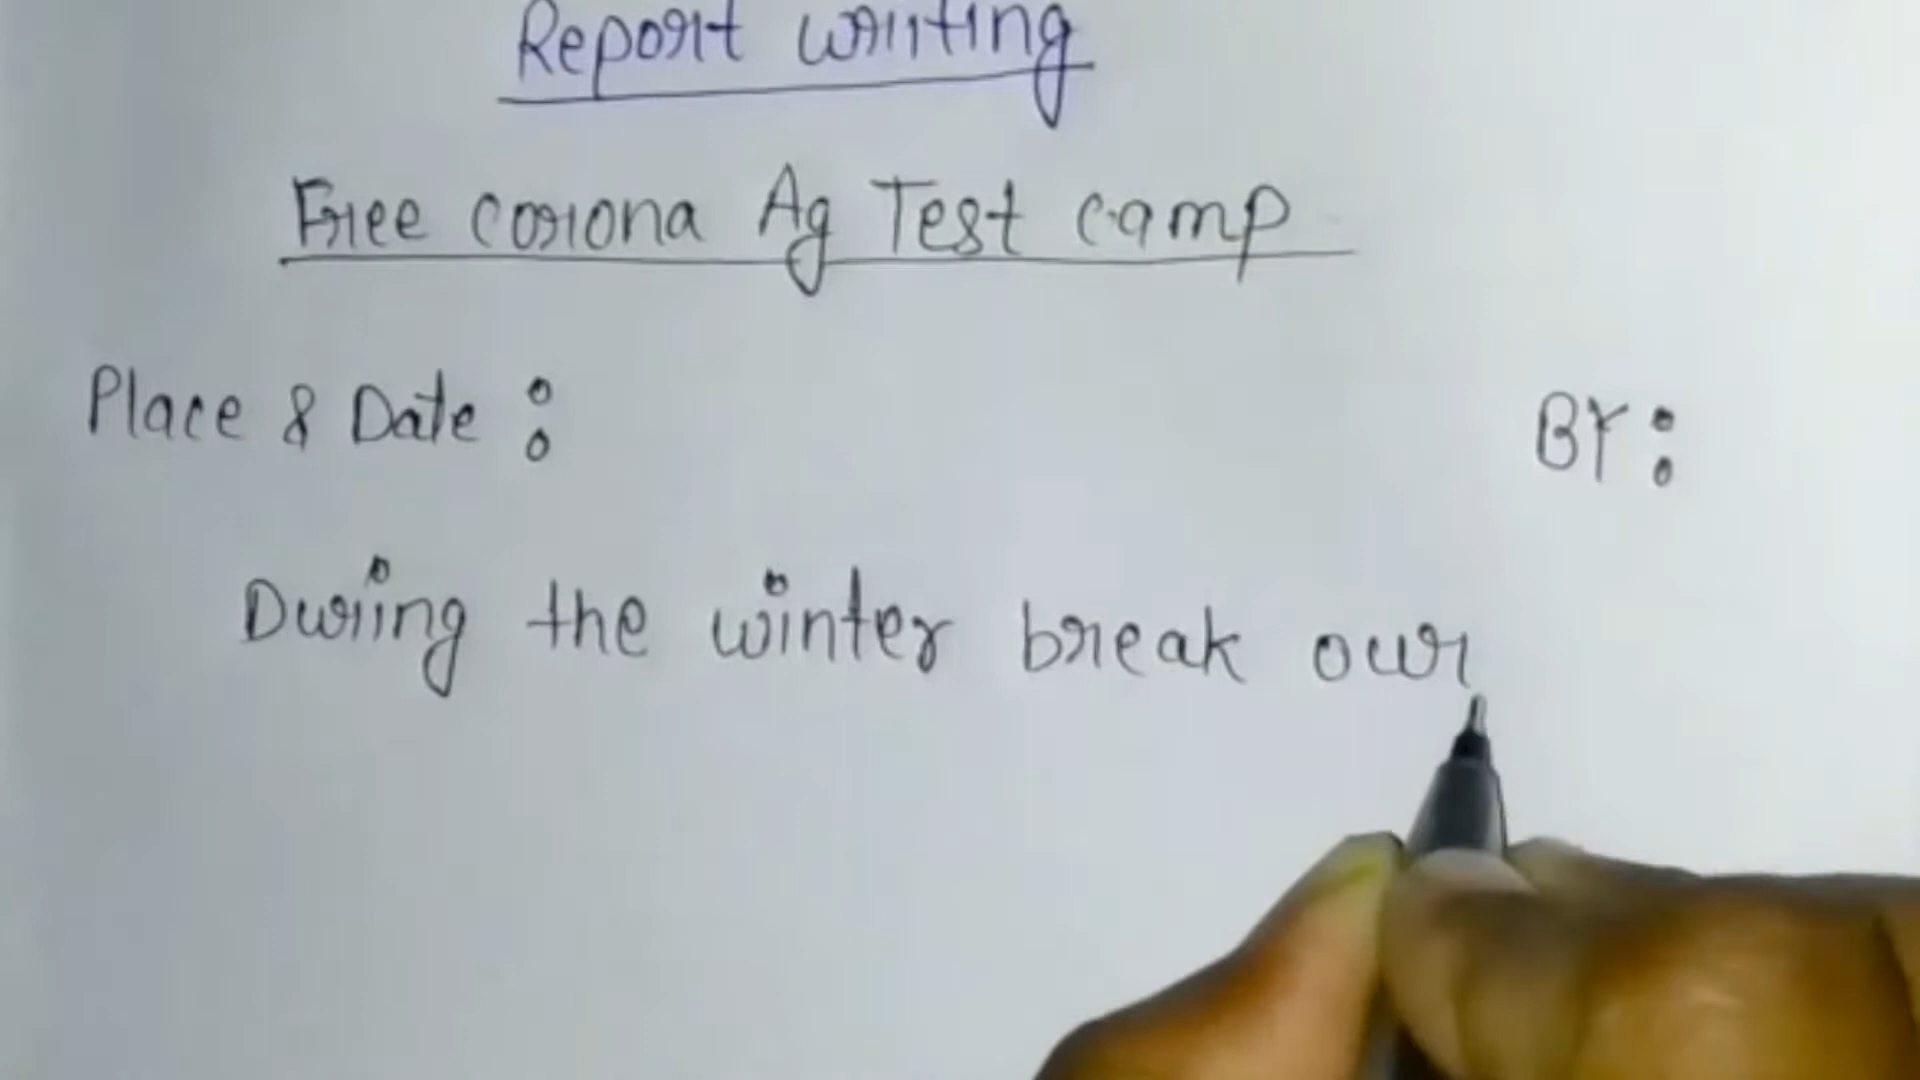 Report writing
Free corona Ag Test camp
Place & Date : BY :
During the winter break our